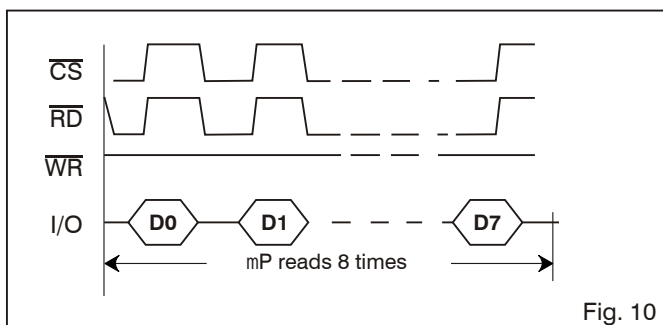 CS
RD
WR
I/O D0 D1 D7
mP reads 8 times
Fig. 10